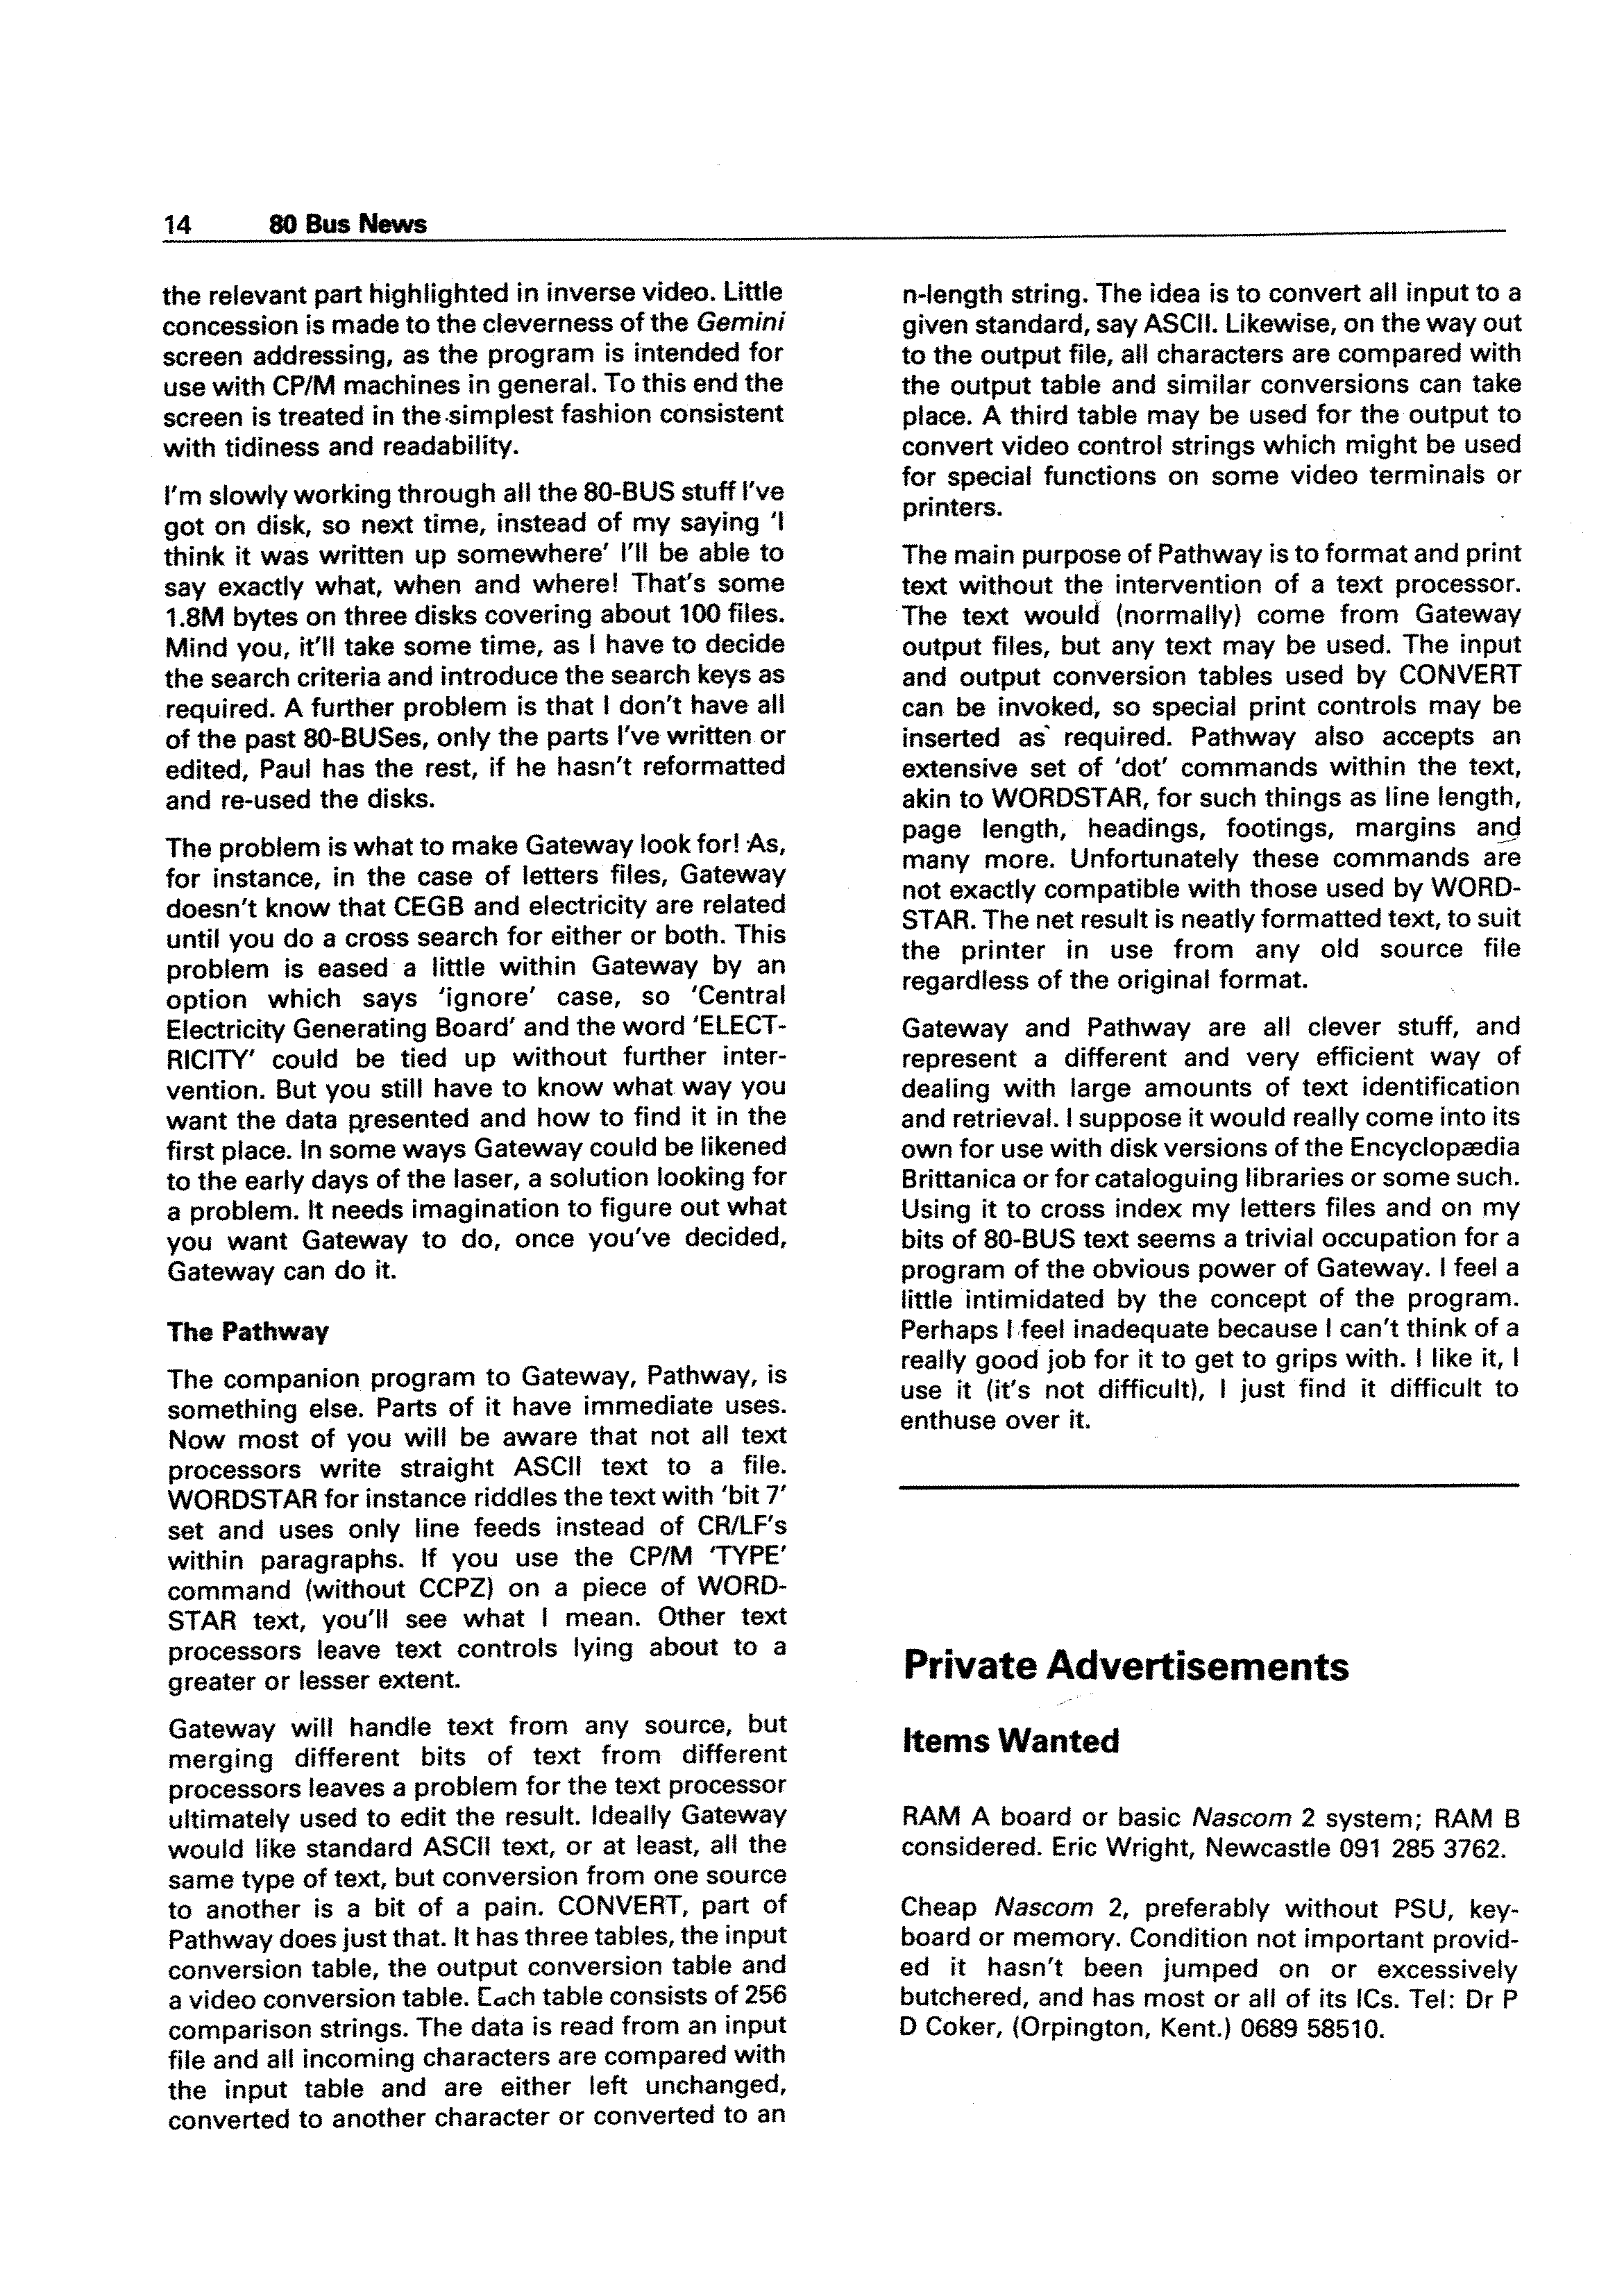 14 80 Bus News
the relevant part highlighted in inverse video. Little
concession is made to the cleverness of the Gemini
screen addressing, as the program is intended for
use with CP/M machines in general. To this end the
screen is treated in the simplest fashion consistent
with tidiness and readability.
I'm slowly working through all the 80-BUS stuff I've
got on disk, so next time, instead of my saying 'I
think it was written up somewhere' I'll be able to
say exactly what, when and where! That's some
1.8M bytes on three disks covering about 100 files.
Mind you, it'll take some time, as I have to decide
the search criteria and introduce the search keys as
required. A further problem is that I don't have all
of the past 80-BUSes, only the parts I've written or
edited, Paul has the rest, if he hasn't reformatted
and re-used the disks.
The problem is what to make Gateway look for! As,
for instance, in the case of letters files, Gateway
doesn't know that CEGB and electricity are related
until you do a cross search for either or both. This
problem is eased a little within Gateway by an
option which says 'ignore' case, so 'Central
Electricity Generating Board' and the word 'ELECT-
RICITY' could be tied up without further inter-
vention. But you still have to know what way you
want the data presented and how to find it in the
first place. In some ways Gateway could be likened
to the early days of the laser, a solution looking for
a problem. It needs imagination to figure out what
you want Gateway to do, once you've decided,
Gateway can do it.
The Pathway
The companion program to Gateway, Pathway, is
something else. Parts of it have immediate uses.
Now most of you will be aware that not all text
processors write straight ASCII text to a file.
WORDSTAR for instance riddles the text with 'bit 7'
set and uses only line feeds instead of CR/LF's
within paragraphs. If you use the CP/M 'TYPE'
command (without CCPZ) on a piece of WORD-
STAR text, you'll see what I mean. Other text
processors leave text controls lying about to a
greater or lesser extent.
Gateway will handle text from any source, but
merging different bits of text from different
processors leaves a problem for the text processor
ultimately used to edit the result. Ideally Gateway
would like standard ASCII text, or at least, all the
same type of text, but conversion from one source
to another is a bit of a pain. CONVERT, part of
Pathway does just that. It has three tables, the input
conversion table, the output conversion table and
a video conversion table. Each table consists of 256
comparison strings. The data is read from an input
file and all incoming characters are compared with
the input table and are either left unchanged,
converted to another character or converted to an
n-length string. The idea is to convert all input to a
given standard, say ASCII. Likewise, on the way out
to the output file, all characters are compared with
the output table and similar conversions can take
place. A third table may be used for the output to
convert video control strings which might be used
for special functions on some video terminals or
printers.
The main purpose of Pathway is to format and print
text without the intervention of a text processor.
The text would (normally) come from Gateway
output files, but any text may be used. The input
and output conversion tables used by CONVERT
can be invoked, so special print controls may be
inserted as required. Pathway also accepts an
extensive set of 'dot' commands within the text,
akin to WORDSTAR, for such things as line length,
page length, headings, footings, margins and
many more. Unfortunately these commands are
not exactly compatible with those used by WORD-
STAR. The net result is neatly formatted text, to suit
the printer in use from any old source file
regardless of the original format.
Gateway and Pathway are all clever stuff, and
represent a different and very efficient way of
dealing with large amounts of text identification
and retrieval. I suppose it would really come into its
own for use with disk versions of the Encyclopædia
Brittanica or for cataloguing libraries or some such.
Using it to cross index my letters files and on my
bits of 80-BUS text seems a trivial occupation for a
program of the obvious power of Gateway. I feel a
little intimidated by the concept of the program.
Perhaps I feel inadequate because I can't think of a
really good job for it to get to grips with. I like it, I
use it (it's not difficult), I just find it difficult to
enthuse over it.
Private Advertisements
Items Wanted
RAM A board or basic Nascom 2 system; RAM B
considered. Eric Wright, Newcastle 091 285 3762.
Cheap Nascom 2, preferably without PSU, key-
board or memory. Condition not important provid-
ed it hasn't been jumped on or excessively
butchered, and has most or all of its ICs. Tel: Dr P
D Coker, (Orpington, Kent.) 0689 58510.